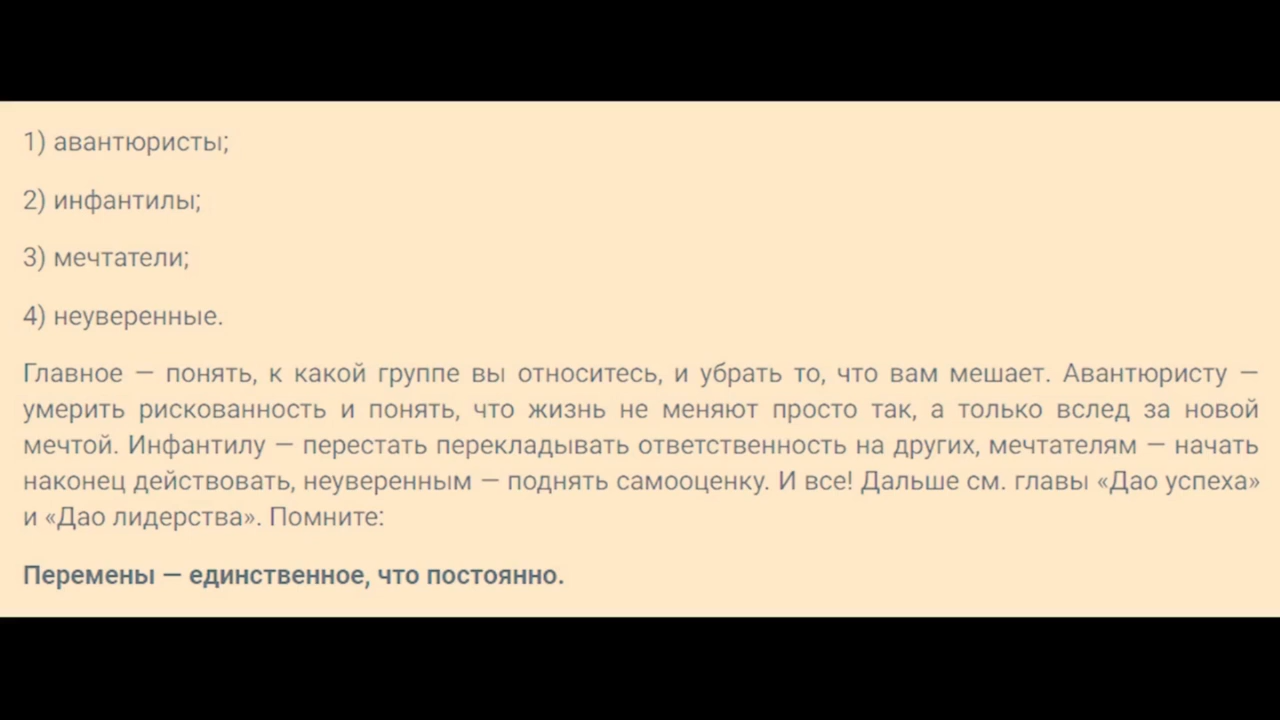 1) авантюристы;
2) инфантилы;
3) мечтатели;
4) неуверенные.
Главное — понять, к какой группе вы относитесь, и убрать то, что вам мешает. Авантюристу —
умерить рискованность и понять, что жизнь не меняют просто так, а только вслед за новой
мечтой. Инфантилу — перестать перекладывать ответственность на других, мечтателям — начать
наконец действовать, неуверенным — поднять самооценку. И все! Дальше см. главы «Дао успеха»
и «Дао лидерства». Помните:
Перемены — единственное, что постоянно.